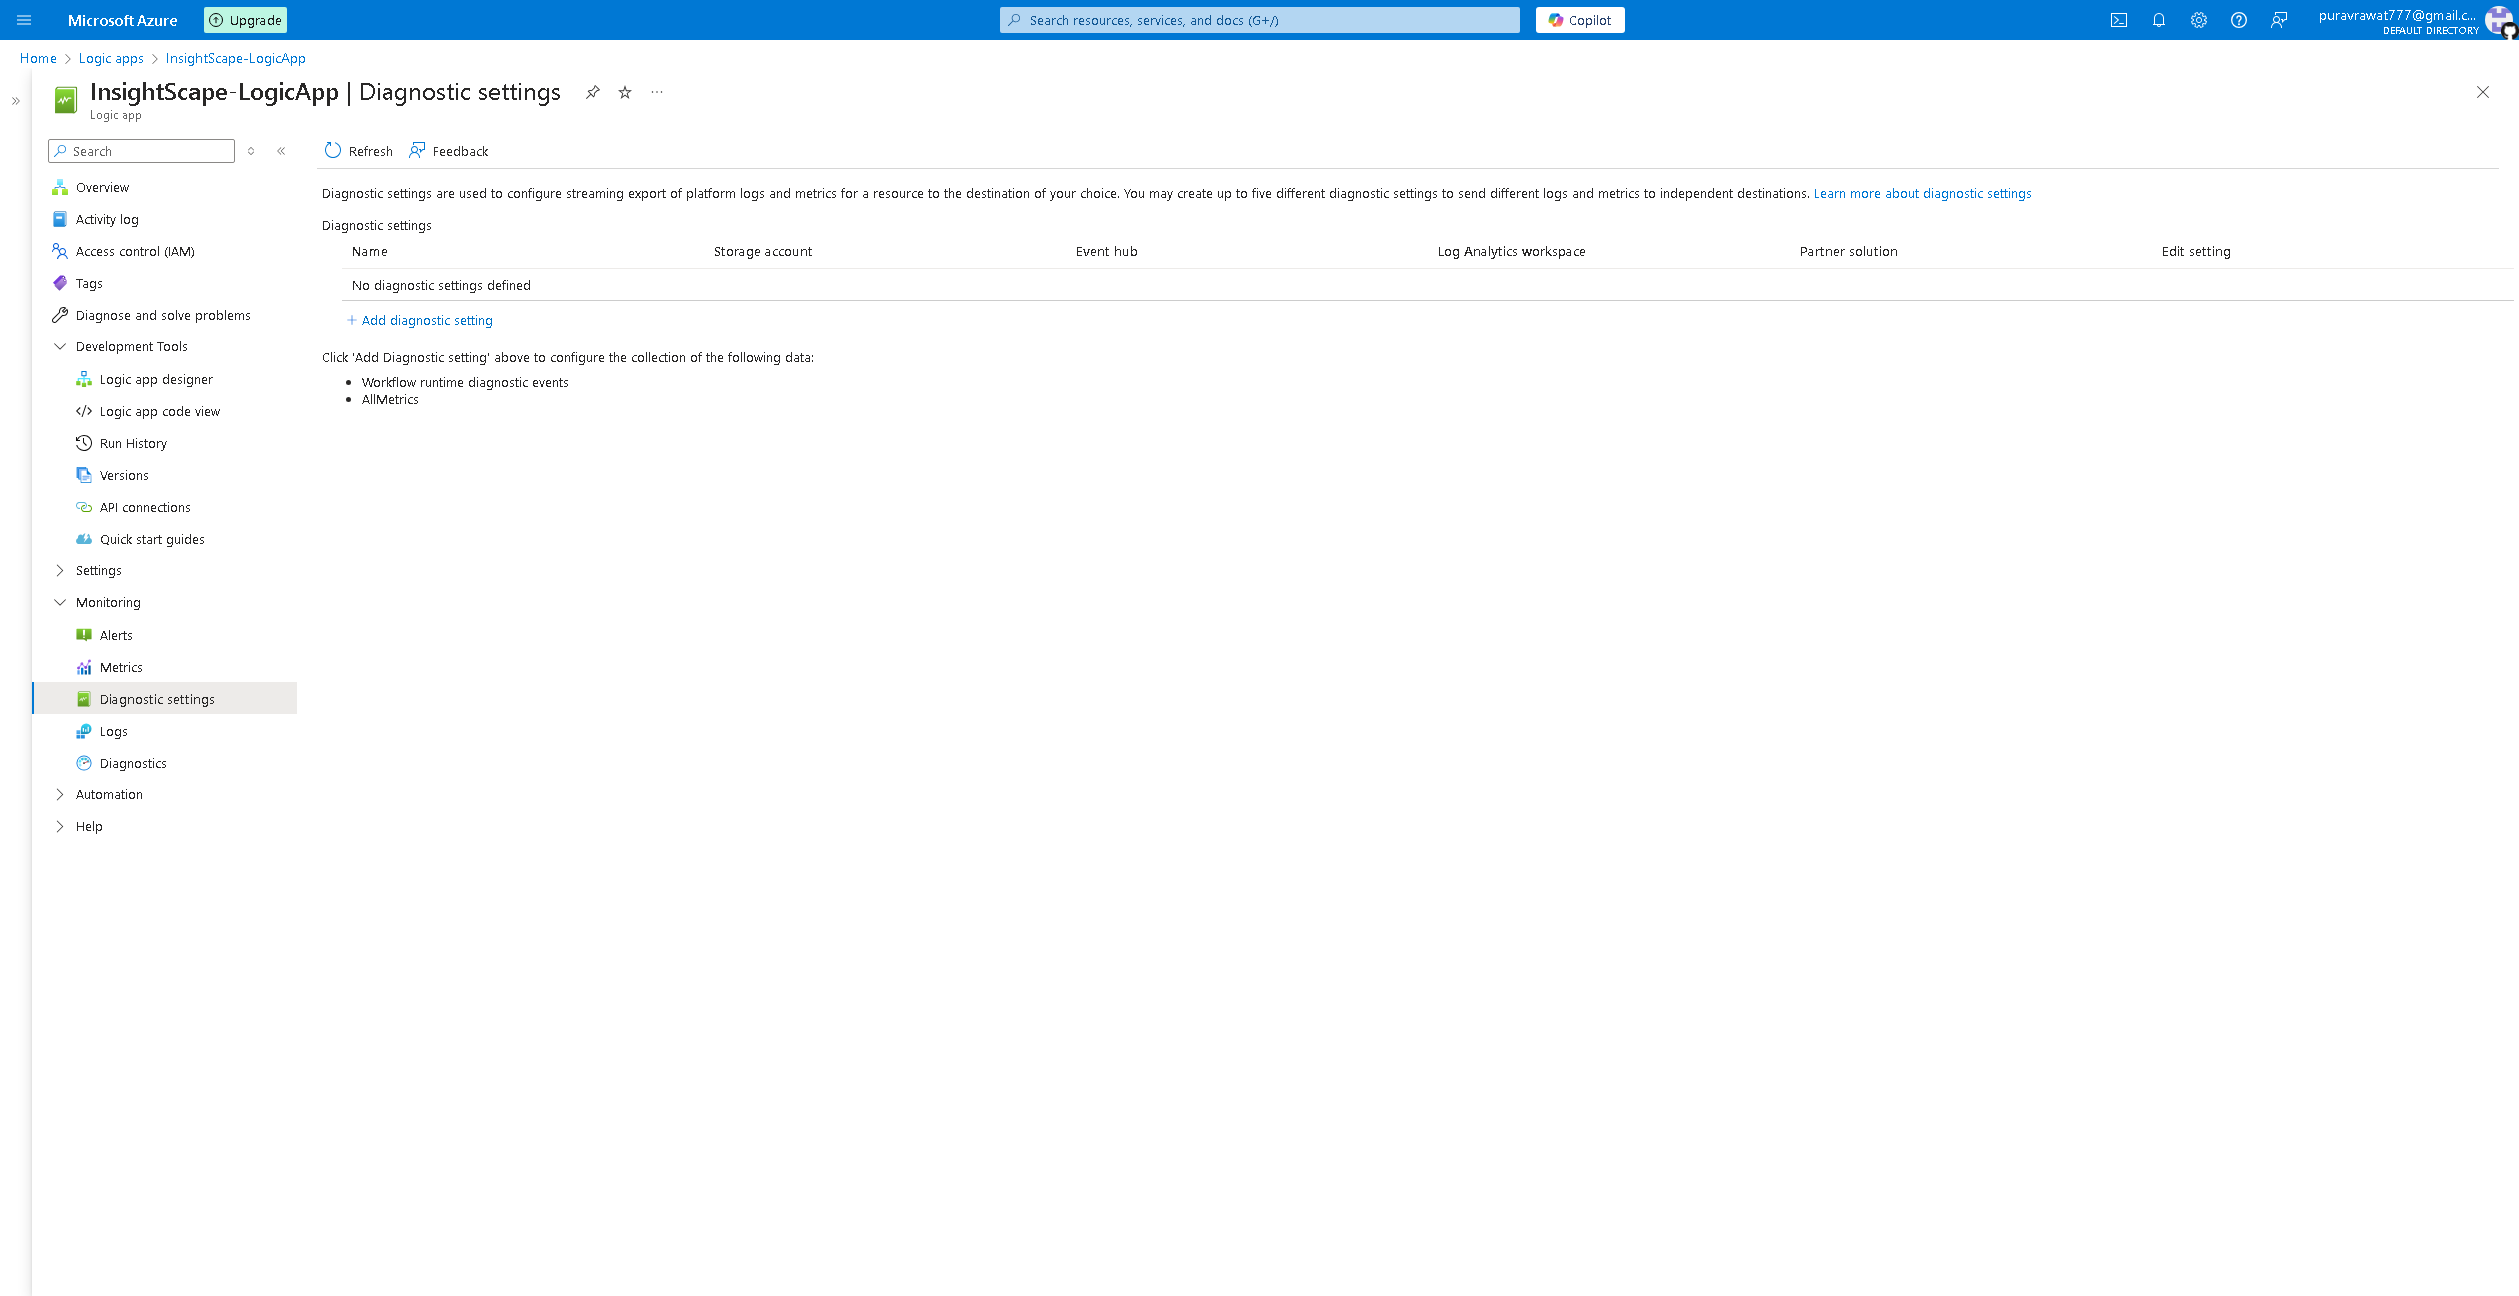 Microsoft Azure
Upgrade
Search resources, services, and docs (G+/)
Copilot
puravrawat777@gmail.c...
DEFAULT DIRECTORY
Home > Logic apps > InsightScape-LogicApp
InsightScape-LogicApp | Diagnostic settings
Logic app
Search
Refresh
Feedback
Overview
Activity log
Access control (IAM)
Tags
Diagnose and solve problems
Development Tools
Logic app designer
Logic app code view
Run History
Versions
API connections
Quick start guides
Settings
Monitoring
Alerts
Metrics
Diagnostic settings
Logs
Diagnostics
Automation
Help
Diagnostic settings are used to configure streaming export of platform logs and metrics for a resource to the destination of your choice. You may create up to five different diagnostic settings to send different logs and metrics to independent destinations. Learn more about diagnostic settings
Diagnostic settings
Name Storage account Event hub Log Analytics workspace Partner solution Edit setting
No diagnostic settings defined
+ Add diagnostic setting
Click 'Add Diagnostic setting' above to configure the collection of the following data:
• Workflow runtime diagnostic events
• AllMetrics